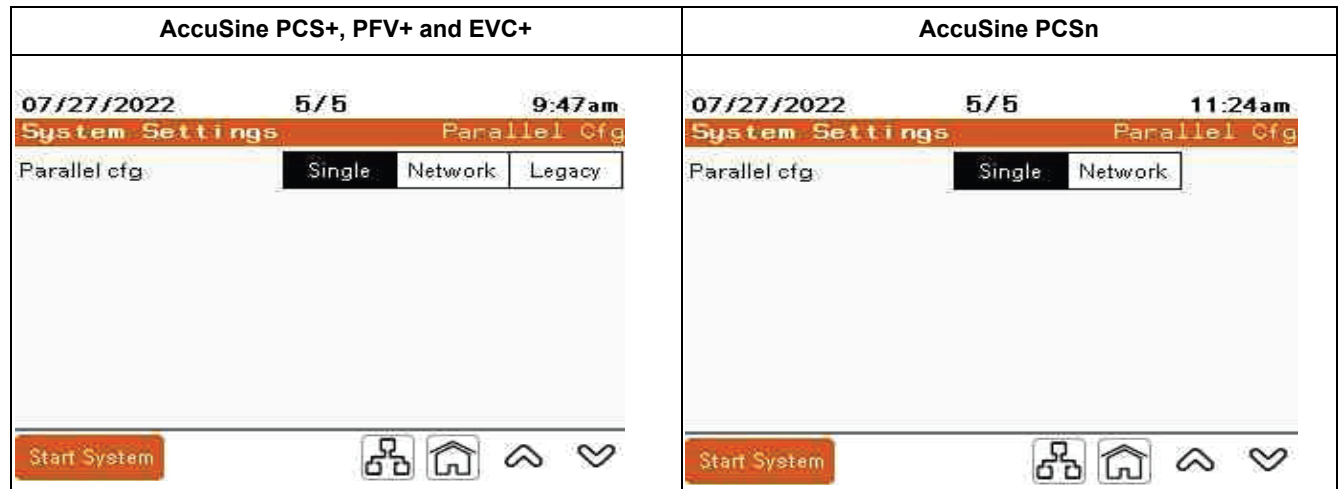 AccuSine PCS+, PFV+ and EVC+
07/27/2022 5/5 9:47am
System Settings Parallel Cfg
Parallel cfg Single Network Legacy
Start System
AccuSine PCSn
07/27/2022 5/5 11:24am
System Settings Parallel Cfg
Parallel cfg Single Network
Start System